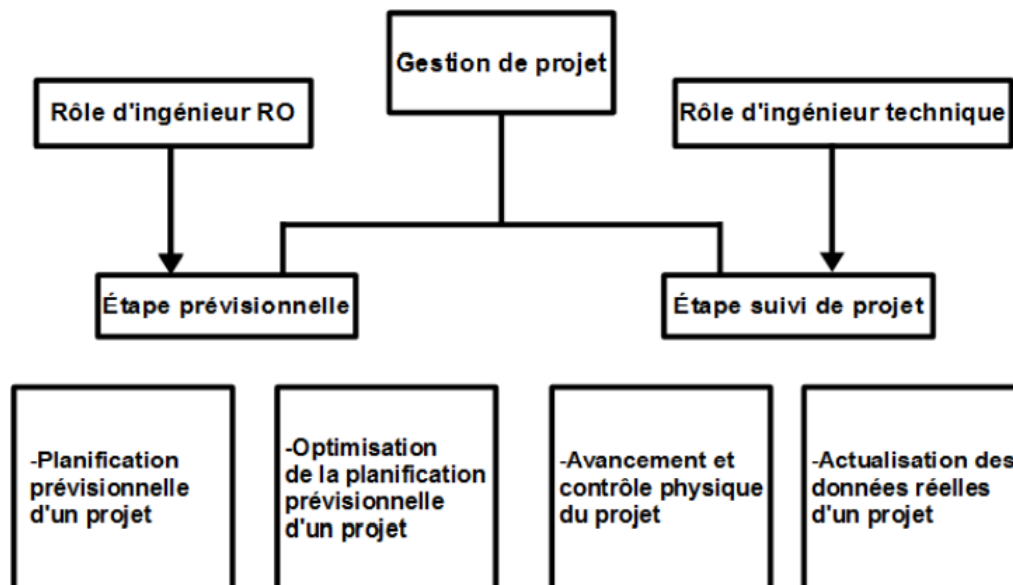 Gestion de projet
Rôle d'ingénieur RO
Rôle d'ingénieur technique
Étape prévisionnelle
Étape suivi de projet
-Planification
prévisionnelle
d'un projet
-Optimisation
de la planification
prévisionnelle
d'un projet
-Avancement et
contrôle physique
du projet
-Actualisation des
données réelles
d'un projet